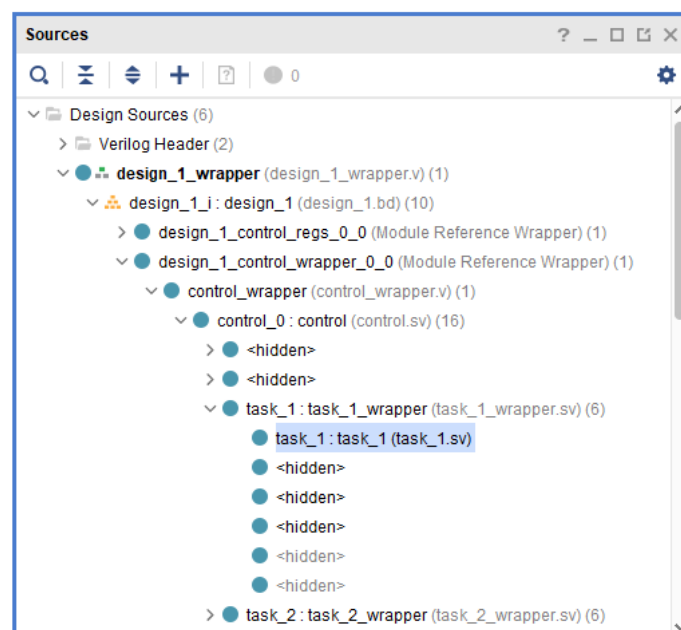 Sources
0
Design Sources (6)
Verilog Header (2)
design_1_wrapper (design_1_wrapper.v) (1)
design_1_i : design_1 (design_1.bd) (10)
design_1_control_regs_0_0 (Module Reference Wrapper) (1)
design_1_control_wrapper_0_0 (Module Reference Wrapper) (1)
control_wrapper (control_wrapper.v) (1)
control_0 : control (control.sv) (16)
<hidden>
<hidden>
task_1 : task_1_wrapper (task_1_wrapper.sv) (6)
task_1 : task_1 (task_1.sv)
<hidden>
<hidden>
<hidden>
<hidden>
<hidden>
task_2 : task_2_wrapper (task_2_wrapper.sv) (6)